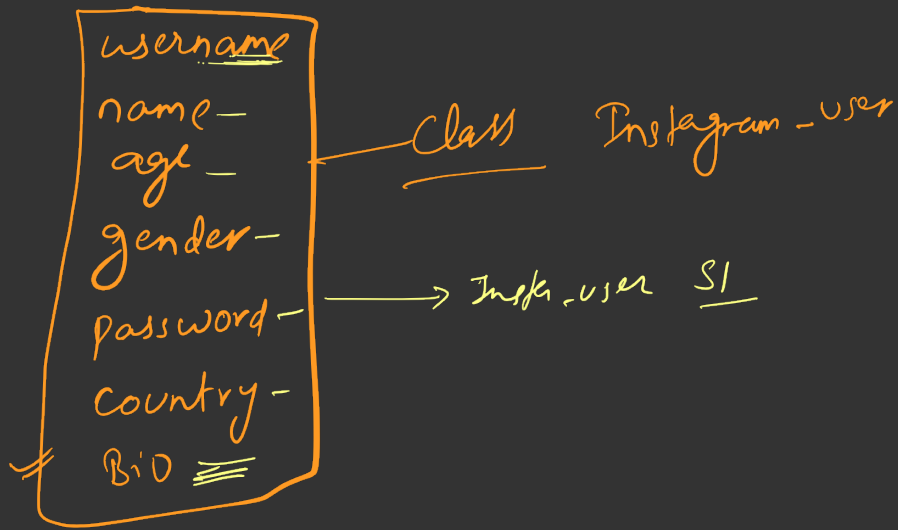 username
name
age
gender
password
country
BiO
Class Instagram_user
Insta_user S1